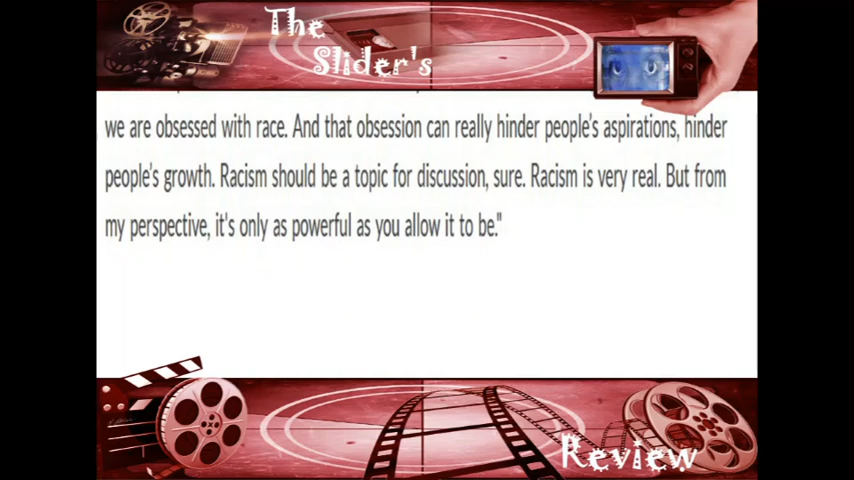 The
Slider's
we are obsessed with race. And that obsession can really hinder people's aspirations, hinder
people's growth. Racism should be a topic for discussion, sure. Racism is very real. But from
my perspective, it's only as powerful as you allow it to be."
Review